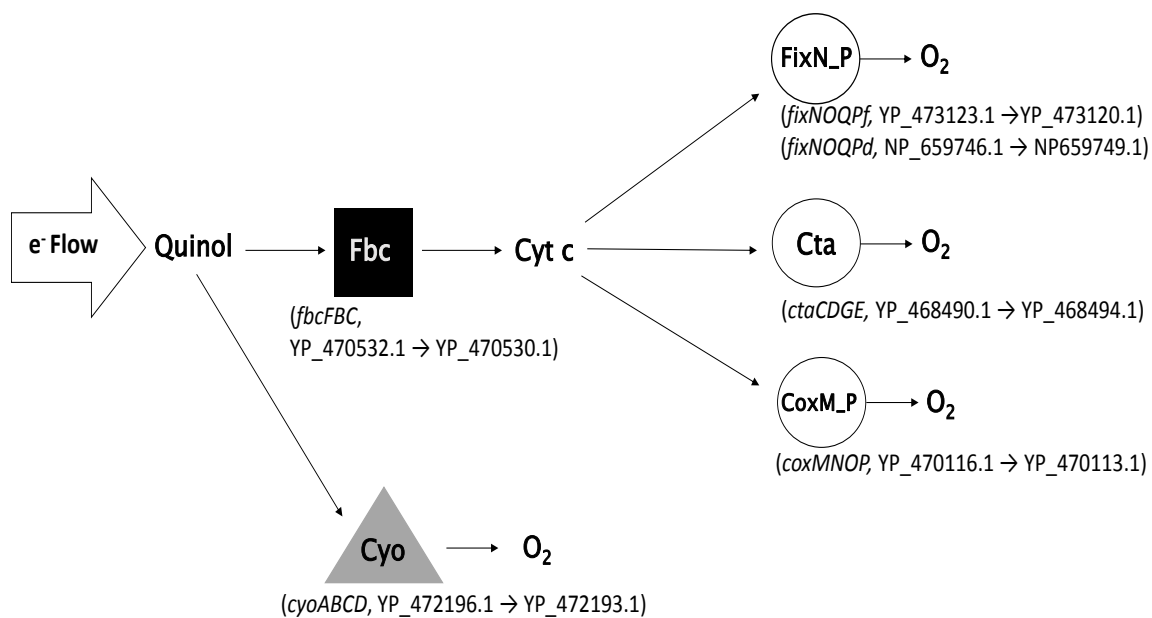 FixN_P → O₂
(fixNOQPf, YP_473123.1 →YP_473120.1)
(fixNOQPd, NP_659746.1 → NP659749.1)
e⁻ Flow
Quinol
Fbc
Cyt c
Cta
O₂
(fbcFBC,
YP_470532.1 → YP_470530.1)
(ctaCDGE, YP_468490.1 → YP_468494.1)
CoxM_P
O₂
(coxMNOP, YP_470116.1 → YP_470113.1)
Cyo
O₂
(cyoABCD, YP_472196.1 → YP_472193.1)